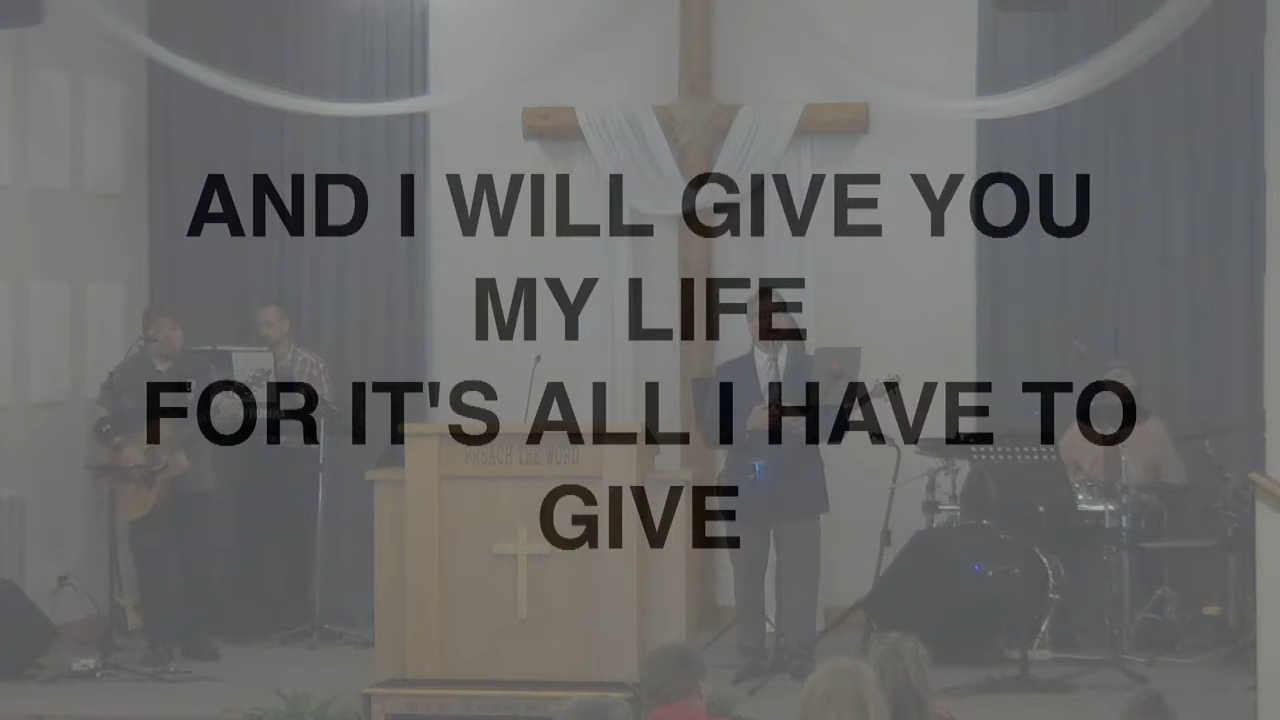 AND I WILL GIVE YOU
MY LIFE
FOR IT'S ALL I HAVE TO
GIVE
PREACH THE WORD